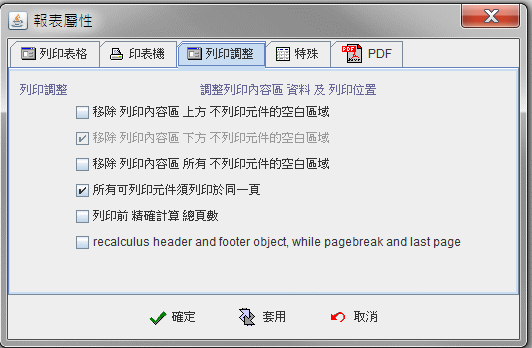 報表屬性
列印表格 印表機 列印調整 特殊 PDF
列印調整 調整列印內容區 資料 及 列印位置
移除 列印內容區 上方 不列印元件的空白區域
移除 列印內容區 下方 不列印元件的空白區域
移除 列印內容區 所有 不列印元件的空白區域
所有可列印元件須列印於同一頁
列印前 精確計算 總頁數
recalculus header and footer object, while pagebreak and last page
確定 套用 取消